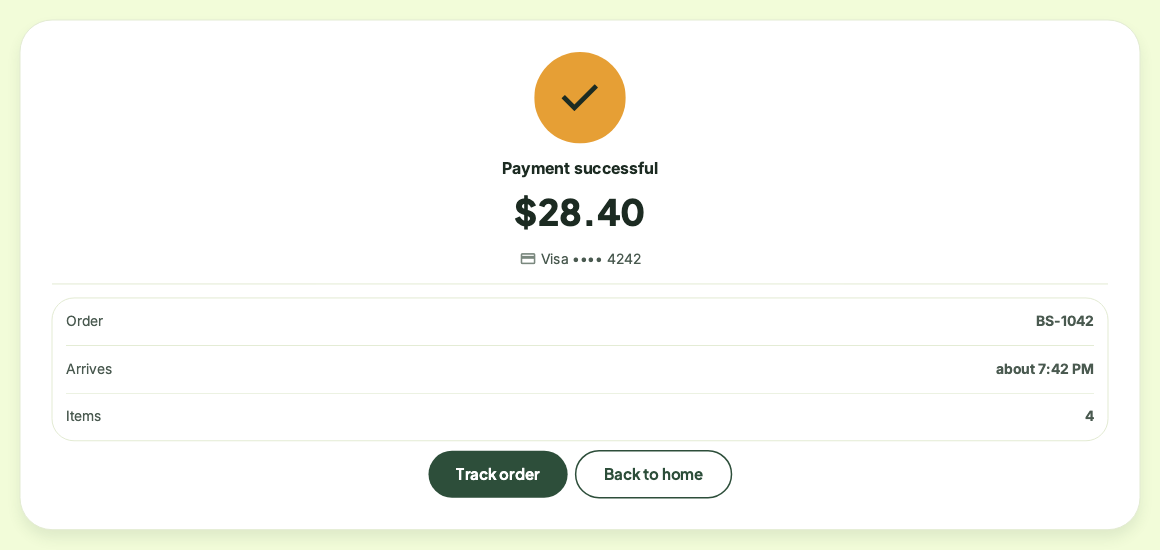 Payment successful
$28.40
Visa •••• 4242
Order BS-1042
Arrives about 7:42 PM
Items 4
Track order Back to home